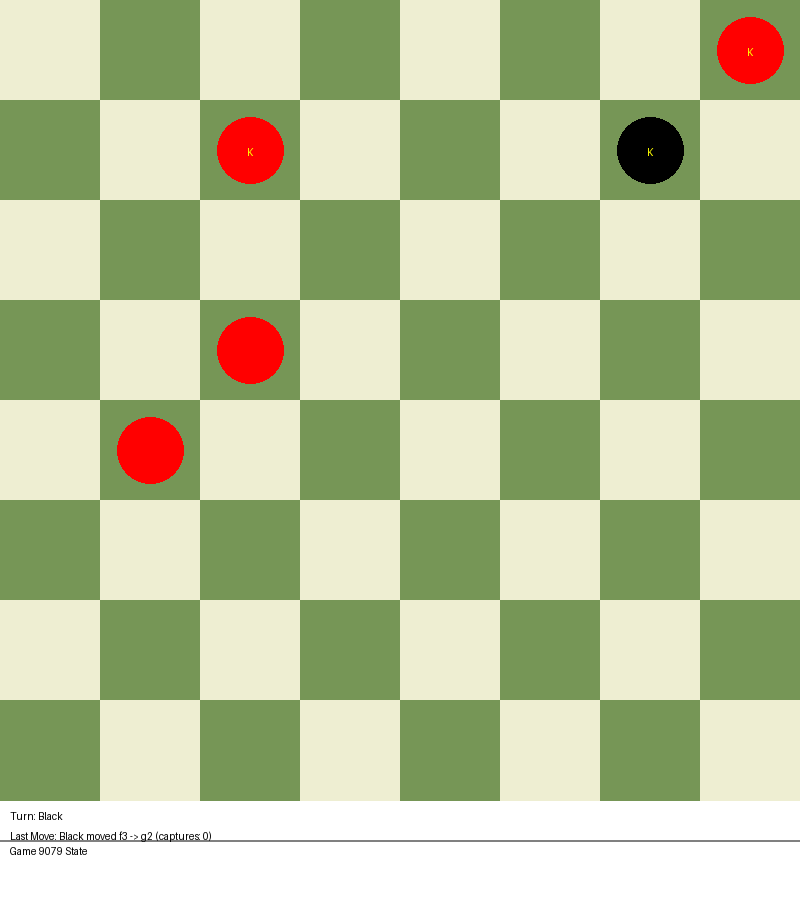 K
K
K
Turn: Black
Last Move: Black moved f3 -> g2 (captures: 0)
Game 9079 State